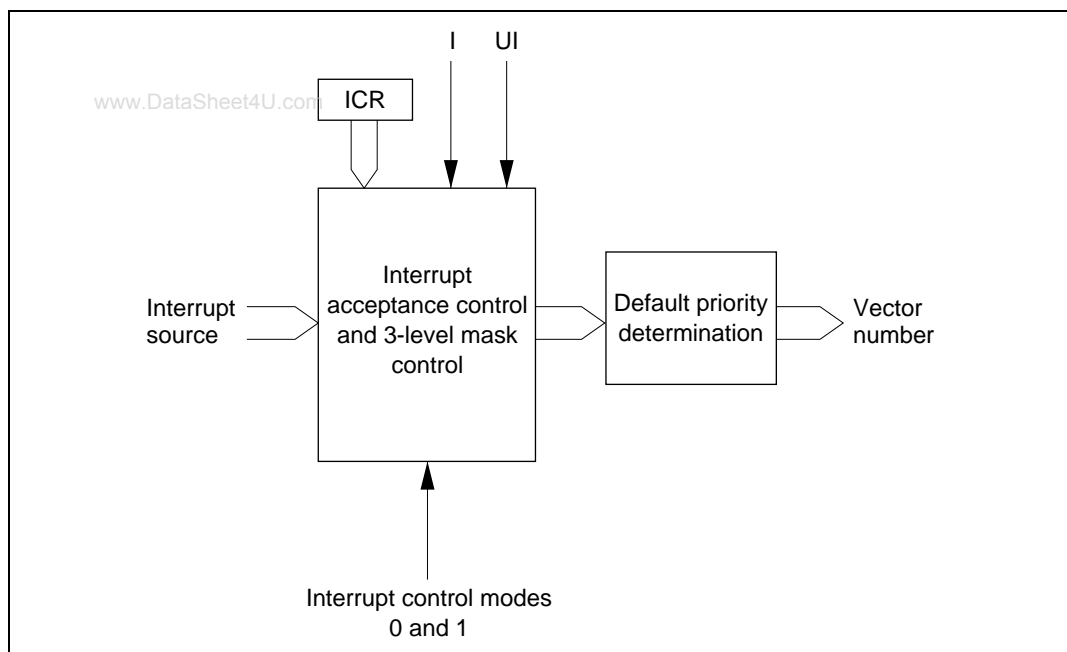 I UI
www.DataSheet4U.com
ICR
Interrupt
acceptance control
and 3-level mask
control
Interrupt
source
Default priority
determination
Vector
number
Interrupt control modes
0 and 1